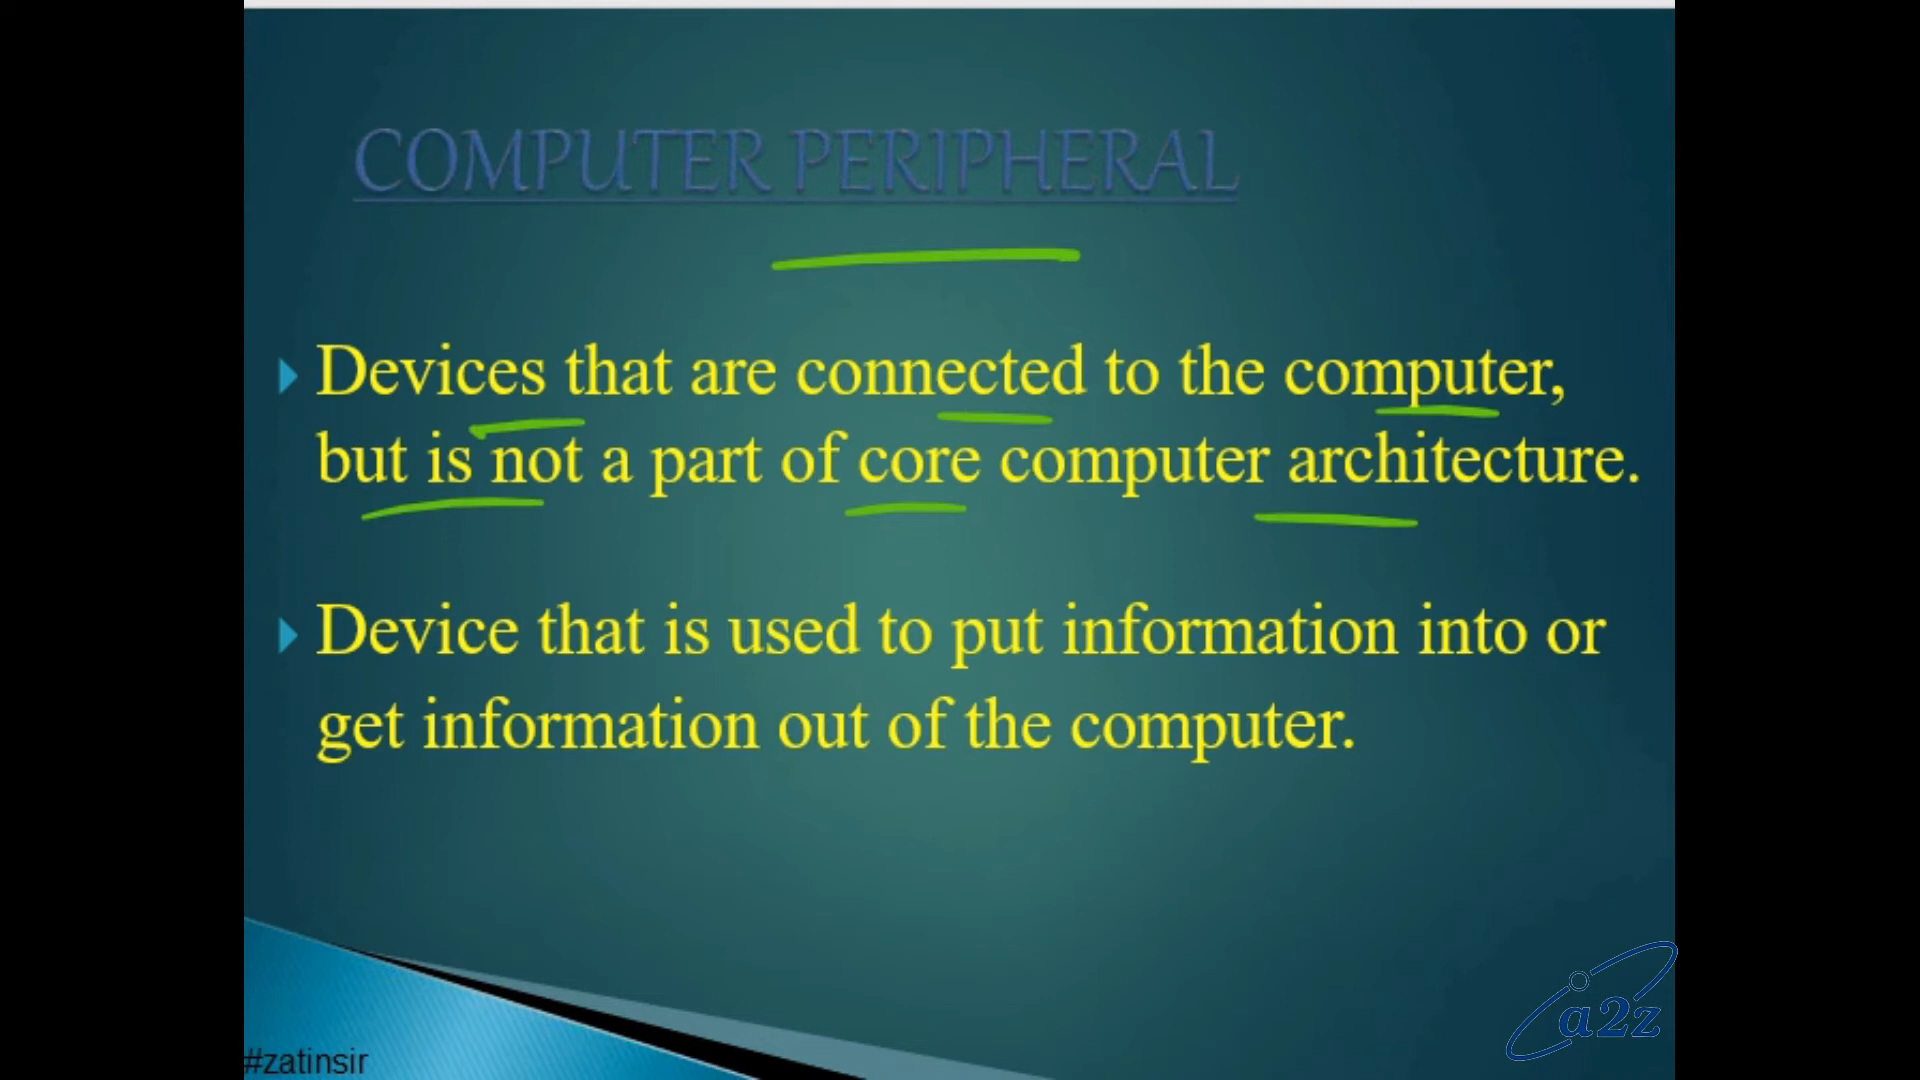 COMPUTER PERIPHERAL
Devices that are connected to the computer,
but is not a part of core computer architecture.
Device that is used to put information into or
get information out of the computer.
a2z
#zatinsir